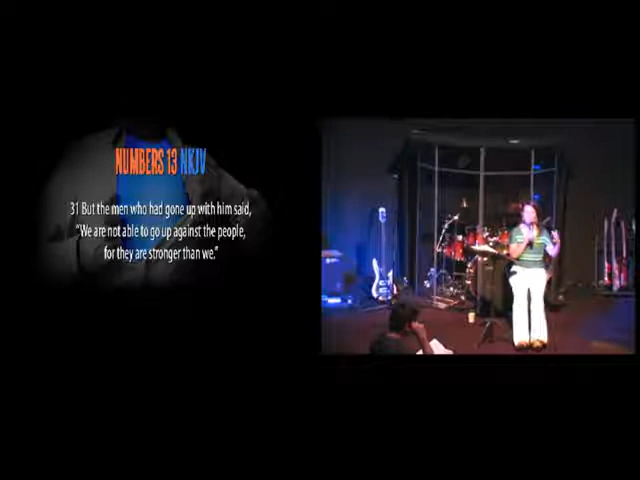 NUMBERS 13 NKJV
31 But the men who had gone up with him said,
"We are not able to go up against the people,
for they are stronger than we."